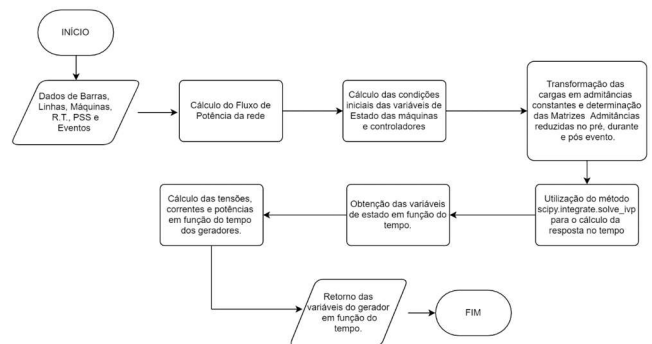 INÍCIO
Dados de Barras,
Linhas, Máquinas,
R.T., PSS e
Eventos
Cálculo do Fluxo de
Potência da rede
Cálculo das condições
iniciais das variáveis de
Estado das máquinas
e controladores
Transformação das
cargas em admitâncias
constantes e determinação
das Matrizes Admitâncias
reduzidas no pré, durante
e pós evento.
Utilização do método
scipy.integrate.solve_ivp
para o cálculo da
resposta no tempo
Obtenção das variáveis
de estado em função do
tempo.
Cálculo das tensões,
correntes e potências
em função do tempo
dos geradores.
Retorno das
variáveis do gerador
em função do
tempo.
FIM